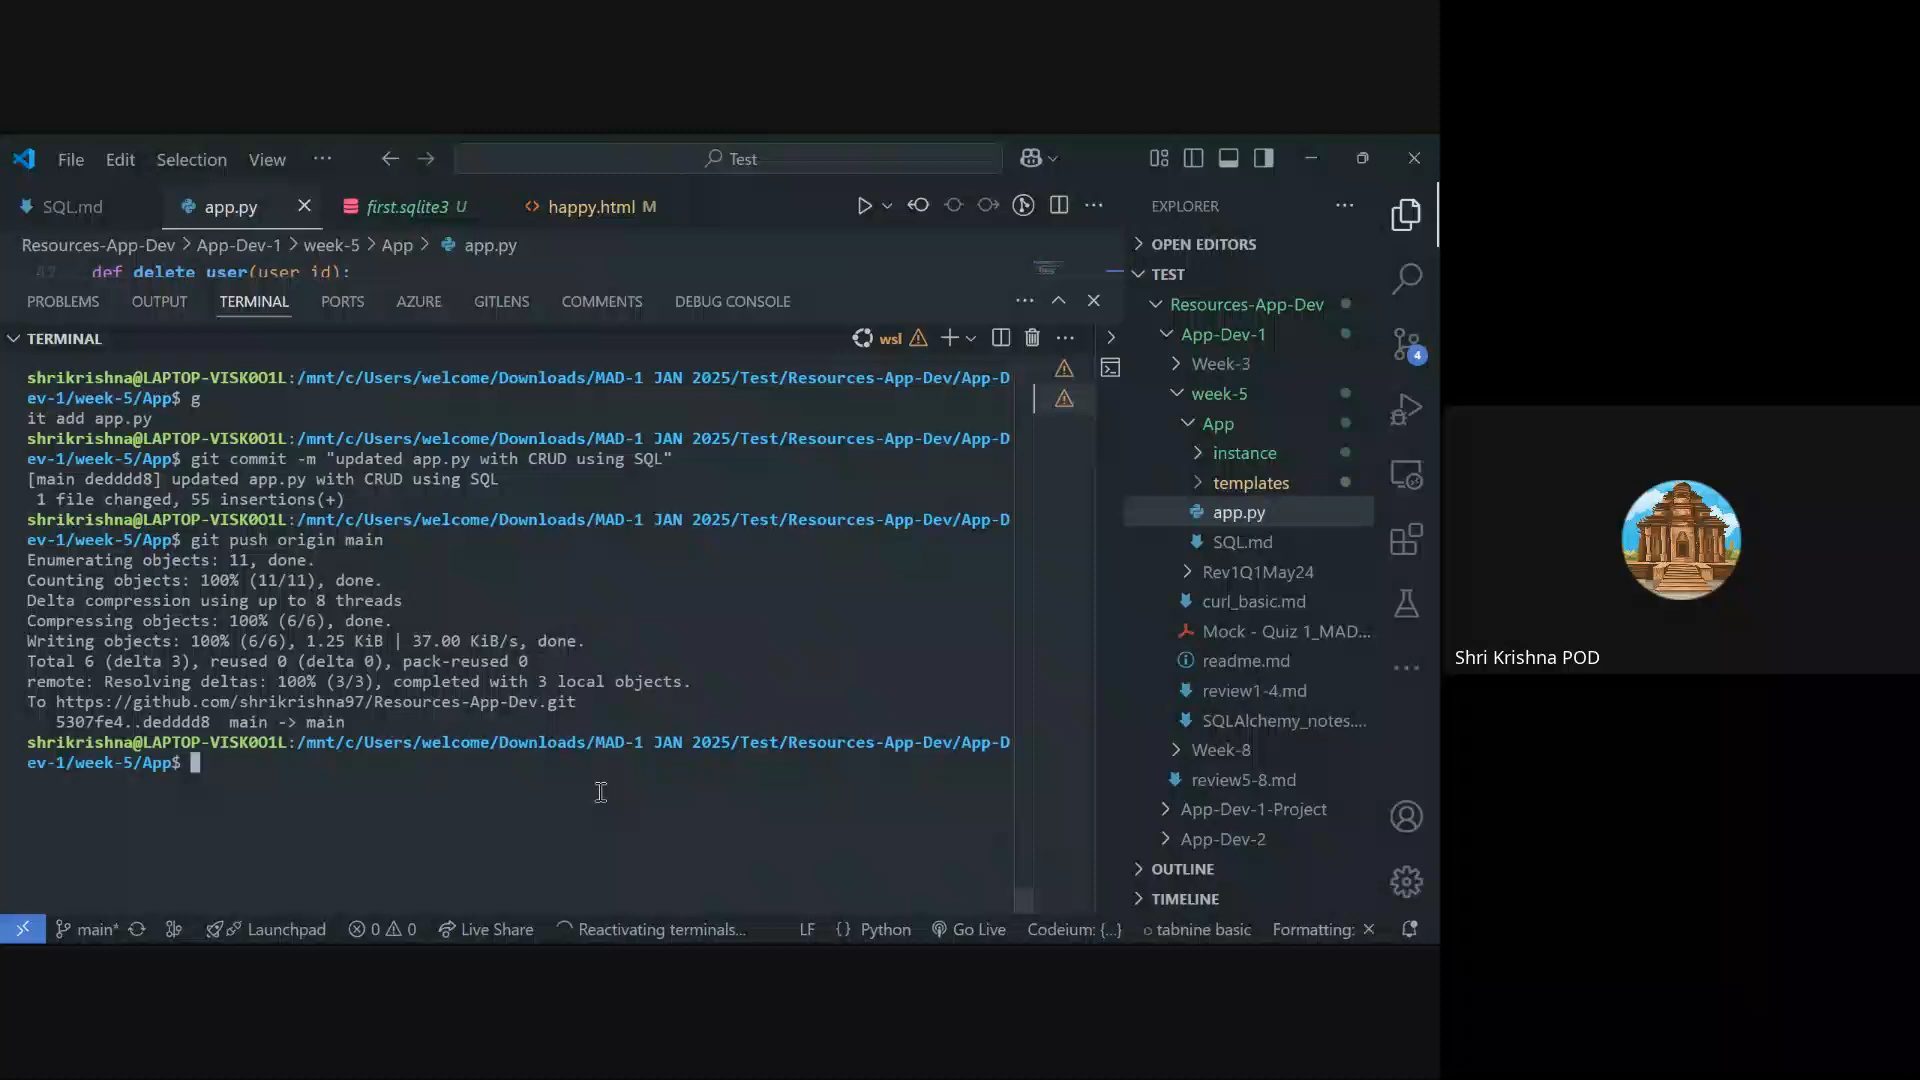 File Edit Selection View ··· Test
SQL.md app.py first.sqlite3 U happy.html M
Resources-App-Dev > App-Dev-1 > week-5 > App > app.py
47 def delete_user(user_id):
PROBLEMS OUTPUT TERMINAL PORTS AZURE GITLENS COMMENTS DEBUG CONSOLE
TERMINAL wsl
shrikrishna@LAPTOP-VISK0O1L:/mnt/c/Users/welcome/Downloads/MAD-1 JAN 2025/Test/Resources-App-Dev/App-D
ev-1/week-5/App$ g
it add app.py
shrikrishna@LAPTOP-VISK0O1L:/mnt/c/Users/welcome/Downloads/MAD-1 JAN 2025/Test/Resources-App-Dev/App-D
ev-1/week-5/App$ git commit -m "updated app.py with CRUD using SQL"
[main dedddd8] updated app.py with CRUD using SQL
1 file changed, 55 insertions(+)
shrikrishna@LAPTOP-VISK0O1L:/mnt/c/Users/welcome/Downloads/MAD-1 JAN 2025/Test/Resources-App-Dev/App-D
ev-1/week-5/App$ git push origin main
Enumerating objects: 11, done.
Counting objects: 100% (11/11), done.
Delta compression using up to 8 threads
Compressing objects: 100% (6/6), done.
Writing objects: 100% (6/6), 1.25 KiB | 37.00 KiB/s, done.
Total 6 (delta 3), reused 0 (delta 0), pack-reused 0
remote: Resolving deltas: 100% (3/3), completed with 3 local objects.
To https://github.com/shrikrishna97/Resources-App-Dev.git
5307fe4..dedddd8 main -> main
shrikrishna@LAPTOP-VISK0O1L:/mnt/c/Users/welcome/Downloads/MAD-1 JAN 2025/Test/Resources-App-Dev/App-D
ev-1/week-5/App$
EXPLORER
OPEN EDITORS
TEST
Resources-App-Dev
App-Dev-1
Week-3
week-5
App
instance
templates
app.py
SQL.md
Rev1Q1May24
curl_basic.md
Mock - Quiz 1_MAD...
readme.md
review1-4.md
SQLAlchemy_notes....
Week-8
review5-8.md
App-Dev-1-Project
App-Dev-2
OUTLINE
TIMELINE
4
main* Launchpad 0 0 Live Share Reactivating terminals... LF {} Python Go Live Codeium: {...} tabnine basic Formatting: ×
Shri Krishna POD